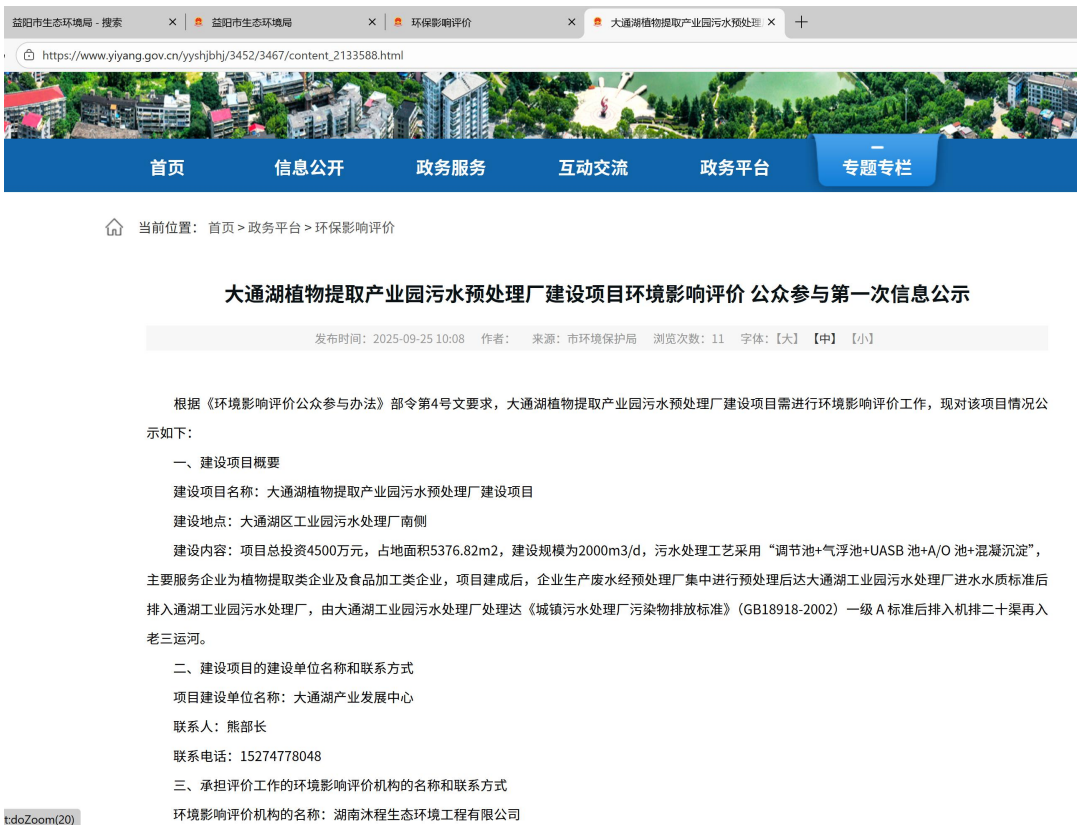 益阳市生态环境局 - 搜索
益阳市生态环境局
环保影响评价
大通湖植物提取产业园污水预处理
https://www.yiyang.gov.cn/yyshjbhj/3452/3467/content_2133588.html
首页 信息公开 政务服务 互动交流 政务平台 专题专栏
当前位置： 首页 > 政务平台 > 环保影响评价
大通湖植物提取产业园污水预处理厂建设项目环境影响评价 公众参与第一次信息公示
发布时间：2025-09-25 10:08 作者： 来源：市环境保护局 浏览次数：11 字体：【大】 【中】 【小】
根据《环境影响评价公众参与办法》部令第4号文要求，大通湖植物提取产业园污水预处理厂建设项目需进行环境影响评价工作，现对该项目情况公
示如下：
一、建设项目概要
建设项目名称：大通湖植物提取产业园污水预处理厂建设项目
建设地点：大通湖区工业园污水处理厂南侧
建设内容：项目总投资4500万元，占地面积5376.82m2，建设规模为2000m3/d，污水处理工艺采用“调节池+气浮池+UASB 池+A/O 池+混凝沉淀”，
主要服务企业为植物提取类企业及食品加工类企业，项目建成后，企业生产废水经预处理厂集中进行预处理后达大通湖工业园污水处理厂进水水质标准后
排入通湖工业园污水处理厂，由大通湖工业园污水处理厂处理达《城镇污水处理厂污染物排放标准》（GB18918-2002）一级 A 标准后排入机排二十渠再入
老三运河。
二、建设项目的建设单位名称和联系方式
项目建设单位名称：大通湖产业发展中心
联系人：熊部长
联系电话：15274778048
三、承担评价工作的环境影响评价机构的名称和联系方式
环境影响评价机构的名称：湖南沐程生态环境工程有限公司
t:doZoom(20)